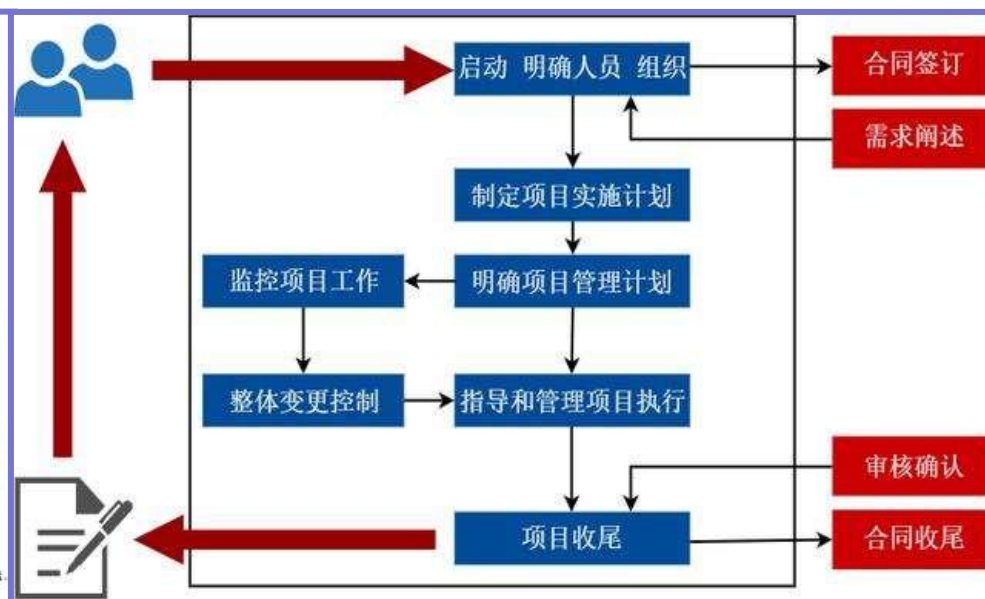 启动 明确人员 组织
合同签订
需求阐述
制定项目实施计划
监控项目工作
明确项目管理计划
整体变更控制
指导和管理项目执行
审核确认
项目收尾
合同收尾